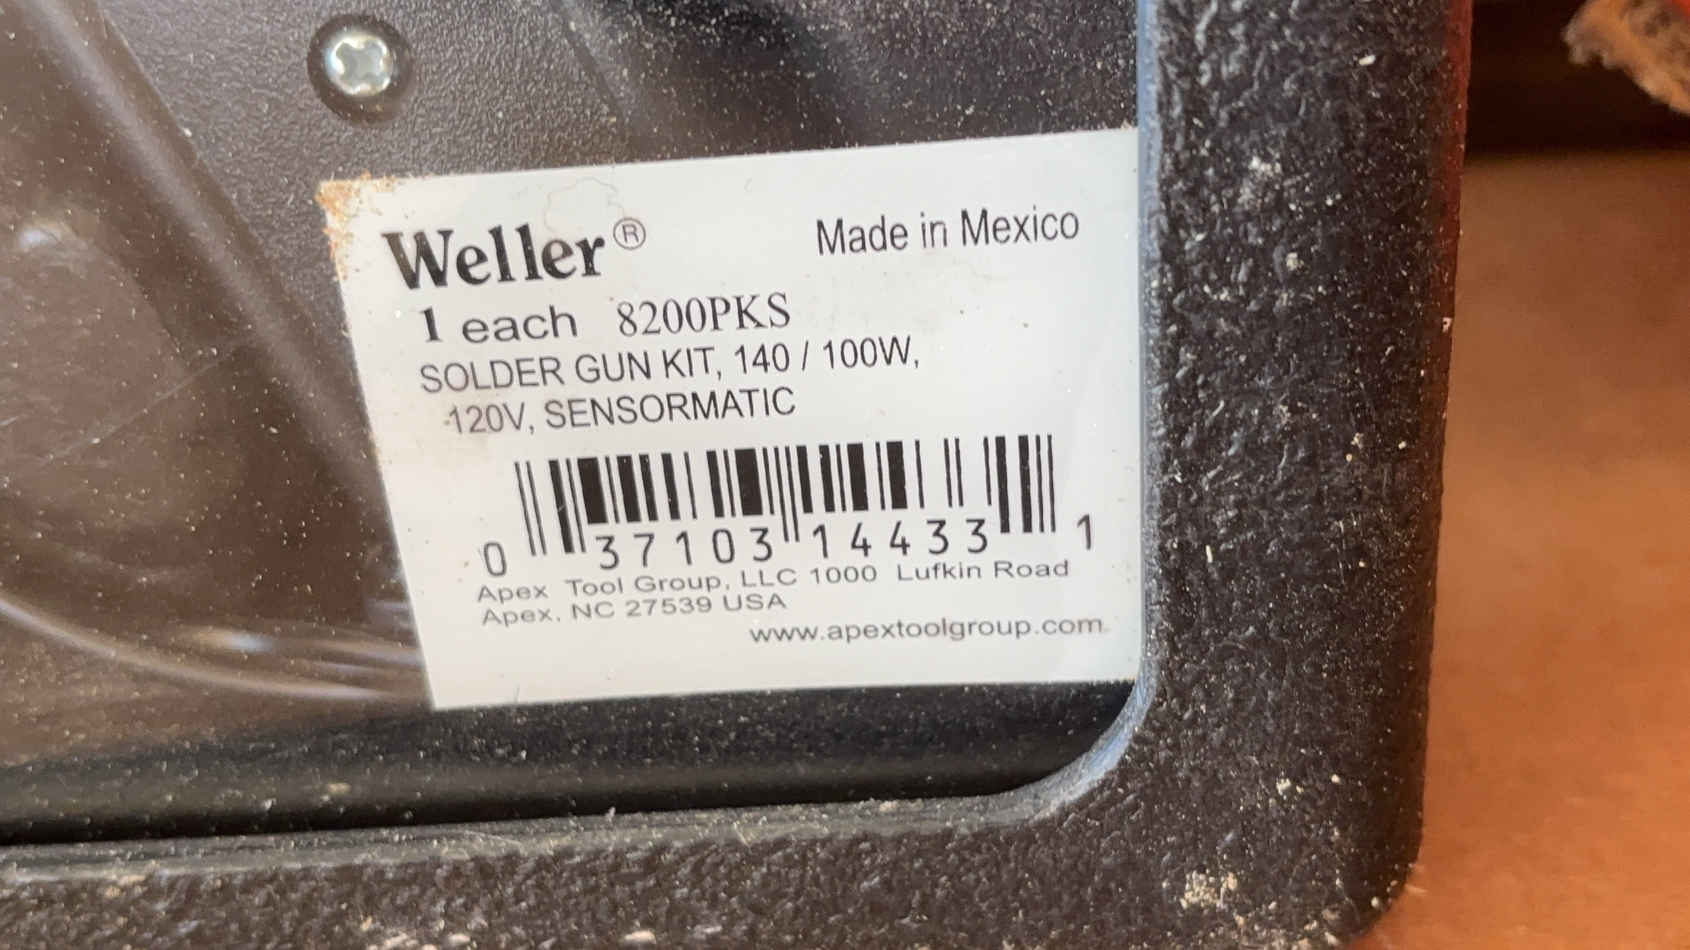 Weller® Made in Mexico
1 each 8200PKS
SOLDER GUN KIT, 140 / 100W,
120V, SENSORMATIC
0 37103 14433 1
Apex Tool Group, LLC 1000 Lufkin Road
Apex, NC 27539 USA
www.apextoolgroup.com